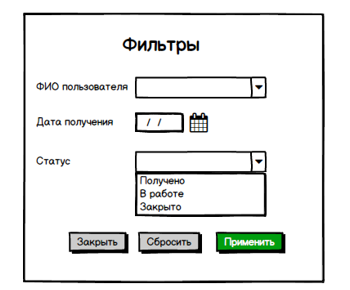 Фильтры
ФИО пользователя
Дата получения / /
Статус
Получено
В работе
Закрыто
Закрыть Сбросить Применить